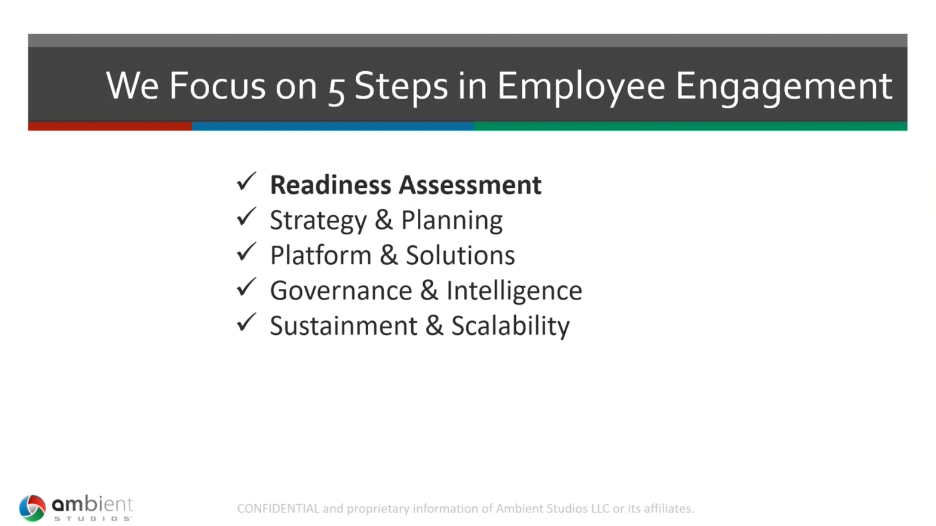 We Focus on 5 Steps in Employee Engagement
✓ Readiness Assessment
✓ Strategy & Planning
✓ Platform & Solutions
✓ Governance & Intelligence
✓ Sustainment & Scalability
ambient
STUDIOS
CONFIDENTIAL and proprietary information of Ambient Studios LLC or its affiliates.